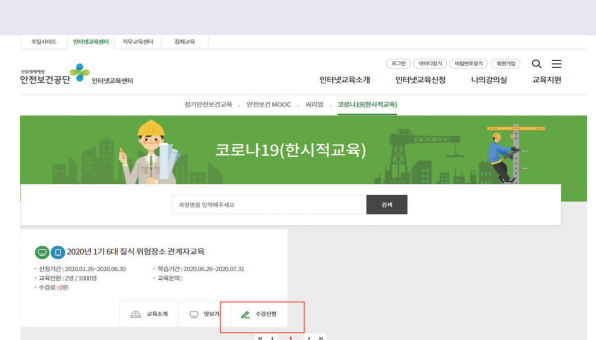 포털사이트 인터넷교육센터 직무교육센터 잠재교육
로그인 아이디찾기 비밀번호찾기 회원가입
산업재해예방
안전보건공단 인터넷교육센터 인터넷교육소개 인터넷교육신청 나의강의실 교육지원
정기안전보건교육 안전보건 MOOC 씨리얼 코로나19(한시적교육)
코로나19(한시적교육)
과정명을 입력해주세요 검색
2020년 1기 6대 질식 위험장소 관계자교육
· 신청기간 : 2020.01.26~2020.06.30 · 학습기간 : 2020.06.26~2020.07.31
· 교육인원 : 2명 / 1000명 · 교육문의 :
· 수강료 : 0원
교육소개 맛보기 수강신청
1